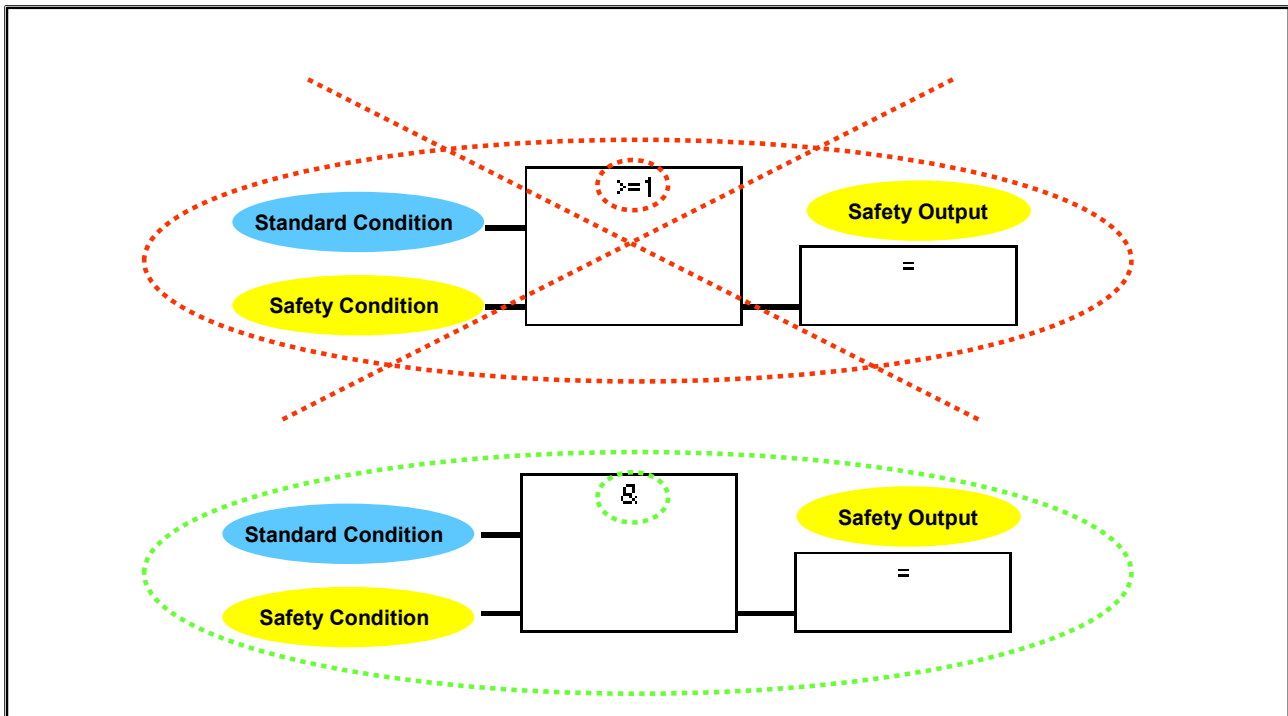 >=1
Standard Condition
Safety Output
=
Safety Condition
&
Standard Condition
Safety Output
=
Safety Condition